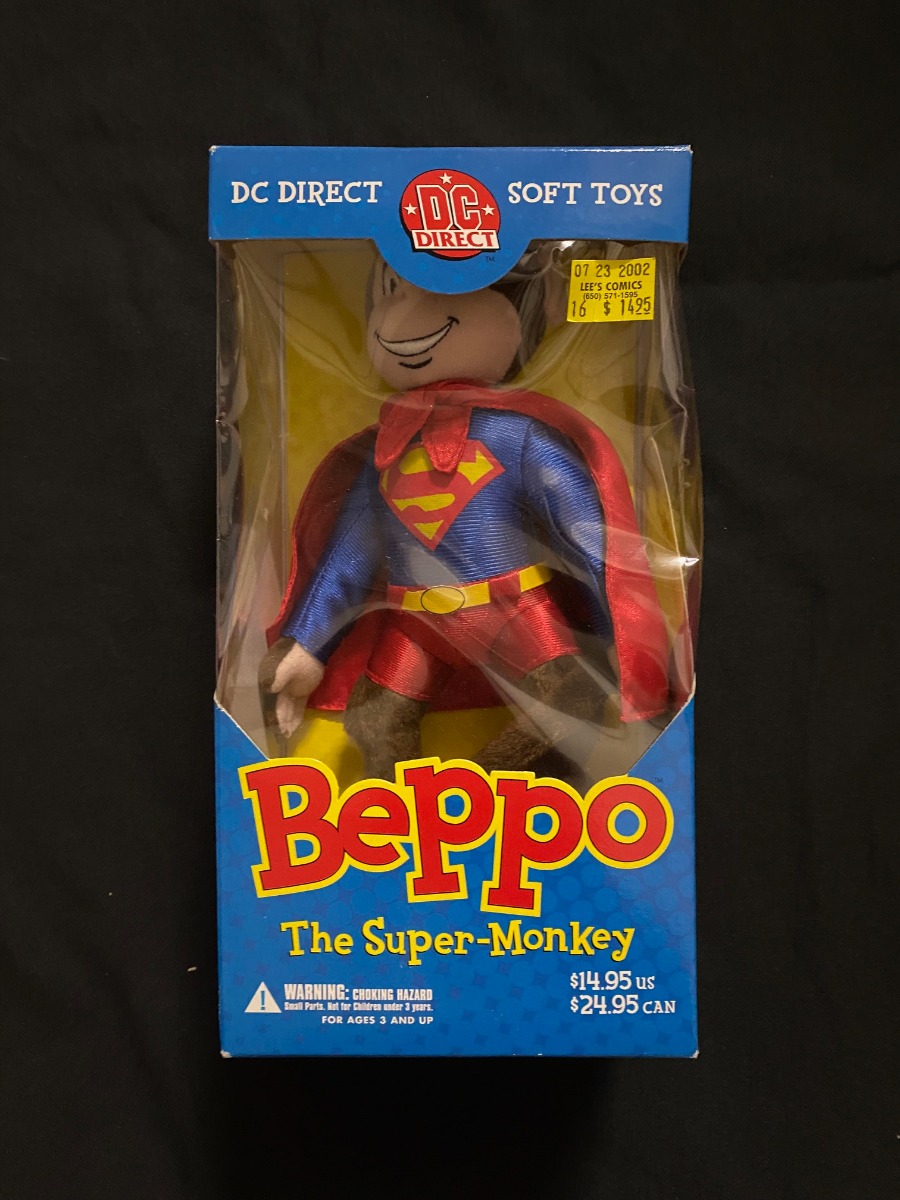 DC DIRECT
DC
DIRECT
TM
SOFT TOYS
07 23 2002
LEE'S COMICS
(650) 571-1595
16 $ 14.95
S
Beppo
TM
The Super-Monkey
WARNING: CHOKING HAZARD
Small Parts. Not for Children under 3 years.
FOR AGES 3 AND UP
$14.95 US
$24.95 CAN